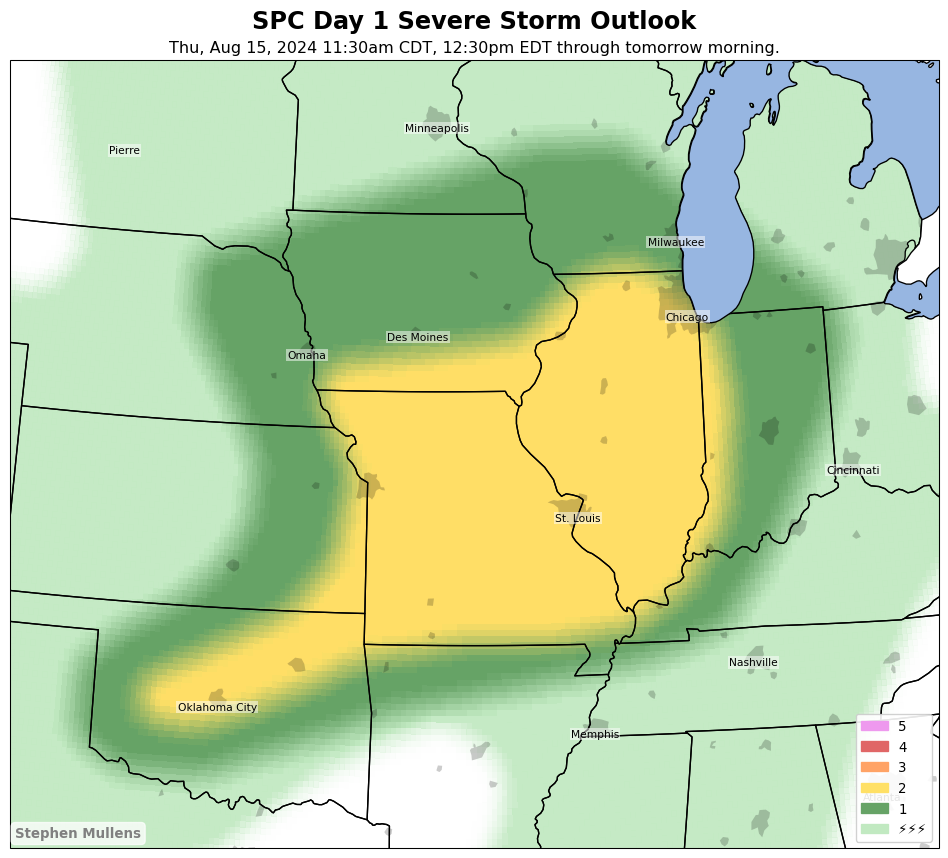 SPC Day 1 Severe Storm Outlook
Thu, Aug 15, 2024 11:30am CDT, 12:30pm EDT through tomorrow morning.
Minneapolis
Pierre
Milwaukee
Chicago
Des Moines
Omaha
Cincinnati
St. Louis
Nashville
Oklahoma City
Memphis
Atlanta
5
4
3
2
1
⚡⚡⚡
Stephen Mullens